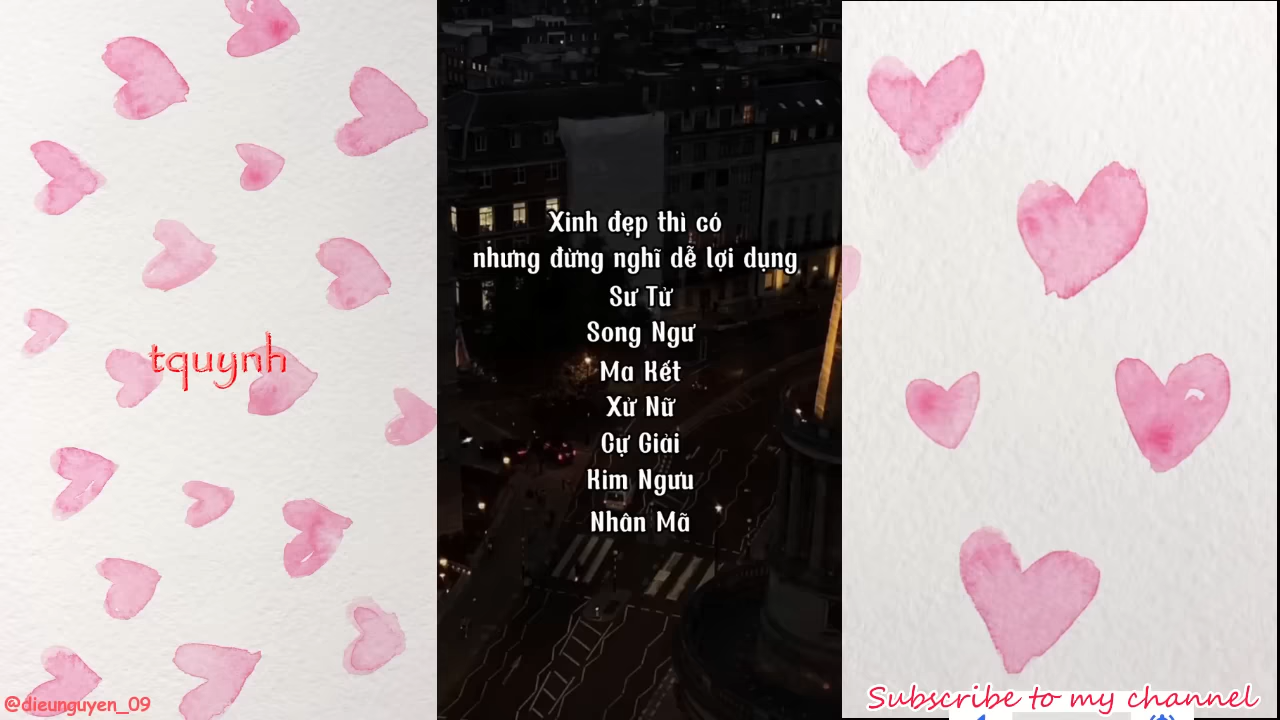 Xinh đẹp thì có
nhưng đừng nghĩ dễ lợi dụng
Sư Tử
Song Ngư
Ma Kết
Xử Nữ
Cự Giải
Kim Ngưu
Nhân Mã
tquynh
@dieunguyen_09
Subscribe to my channel